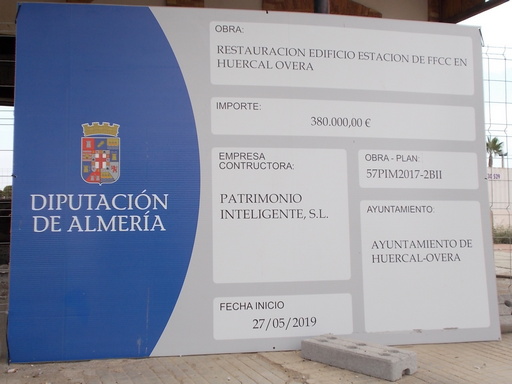 DIPUTACIÓN
DE ALMERÍA
OBRA:
RESTAURACION EDIFICIO ESTACION DE FFCC EN
HUERCAL OVERA
IMPORTE:
380.000,00 €
EMPRESA
CONTRUCTORA:
PATRIMONIO
INTELIGENTE, S.L.
OBRA - PLAN:
57PIM2017-2BII
AYUNTAMIENTO:
AYUNTAMIENTO DE
HUERCAL-OVERA
FECHA INICIO
27/05/2019